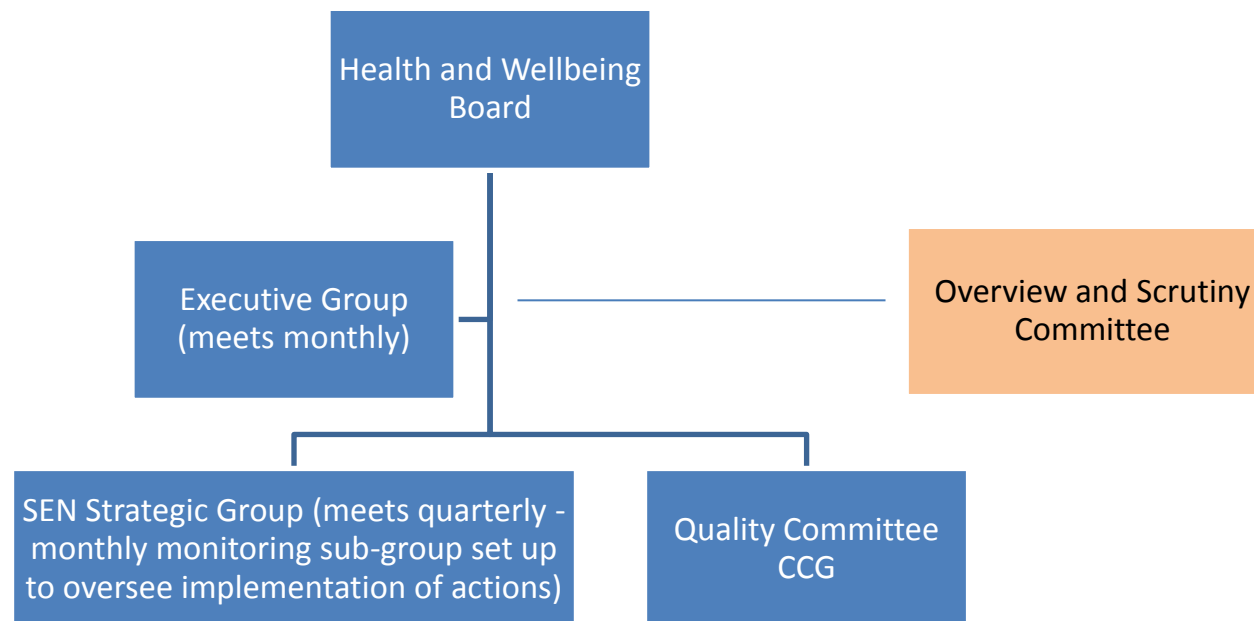 Health and Wellbeing
Board
Executive Group
(meets monthly)
Overview and Scrutiny
Committee
SEN Strategic Group (meets quarterly -
monthly monitoring sub-group set up
to oversee implementation of actions)
Quality Committee
CCG